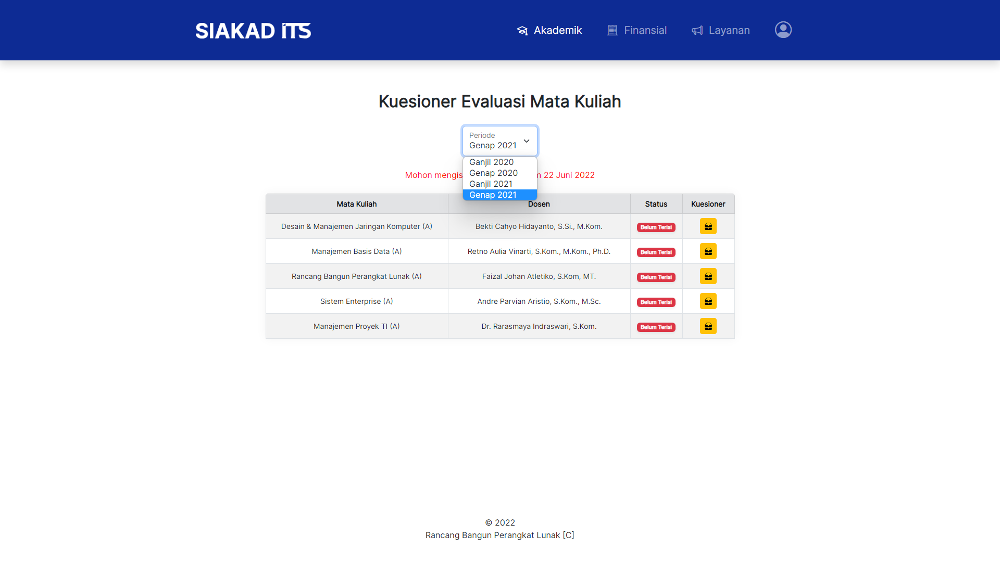 SIAKAD ITS
Akademik
Finansial
Layanan
Kuesioner Evaluasi Mata Kuliah
Periode
Genap 2021
Ganjil 2020
Genap 2020
Ganjil 2021
Genap 2021
Mohon 22 Juni 2022
Mata Kuliah Dosen Status Kuesioner
Desain & Manajemen Jaringan Komputer (A) Bekti Cahyo Hidayanto, S.Si., M.Kom. Belum Terisi
Manajemen Basis Data (A) Retno Aulia Vinarti, S.Kom., M.Kom., Ph.D. Belum Terisi
Rancang Bangun Perangkat Lunak (A) Faizal Johan Atletiko, S.Kom, MT. Belum Terisi
Sistem Enterprise (A) Andre Parvian Aristio, S.Kom., M.Sc. Belum Terisi
Manajemen Proyek TI (A) Dr. Rarasmaya Indraswari, S.Kom. Belum Terisi
© 2022
Rancang Bangun Perangkat Lunak [C]